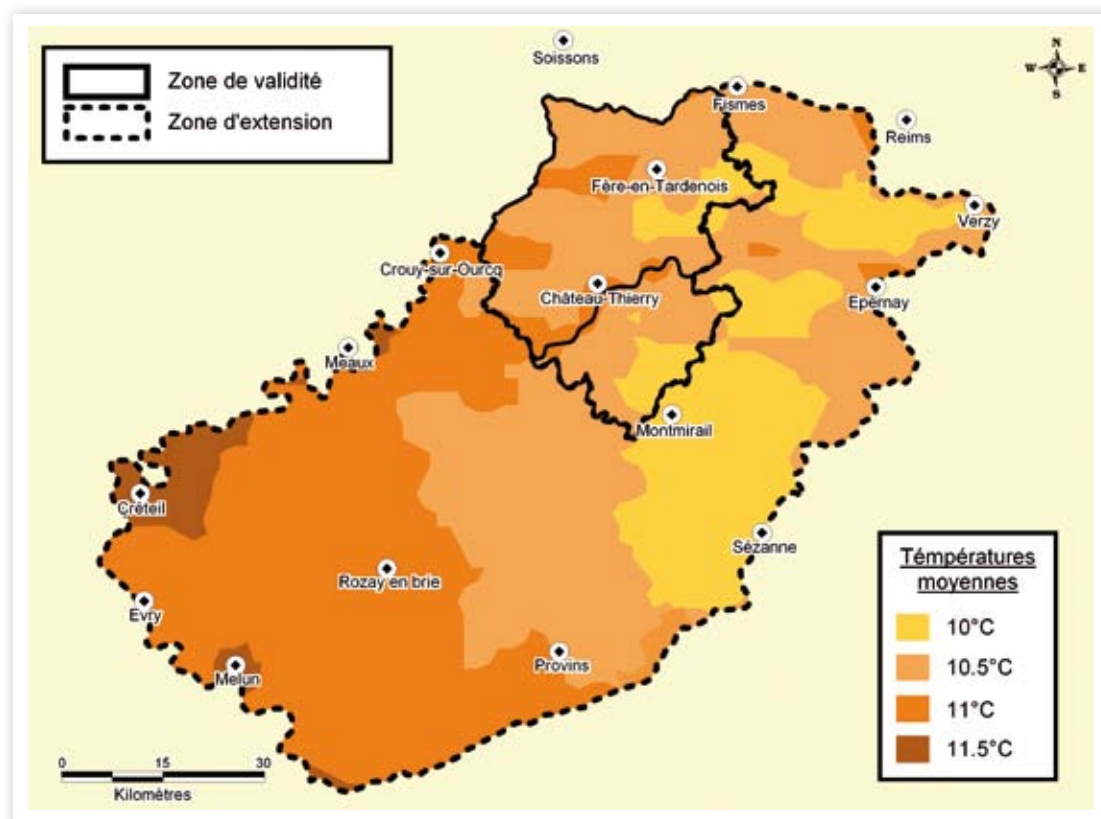 Zone de validité
Zone d'extension
Soissons
N
W E
S
Fismes
Reims
Fère-en-Tardenois
Verzy
Crouy-sur-Ourcq
Château-Thierry
Epernay
Meaux
Montmirail
Créteil
Sézanne
Rozay en brie
Evry
Provins
Melun
Témpératures
moyennes
10°C
10.5°C
11°C
11.5°C
0 15 30
Kilomètres